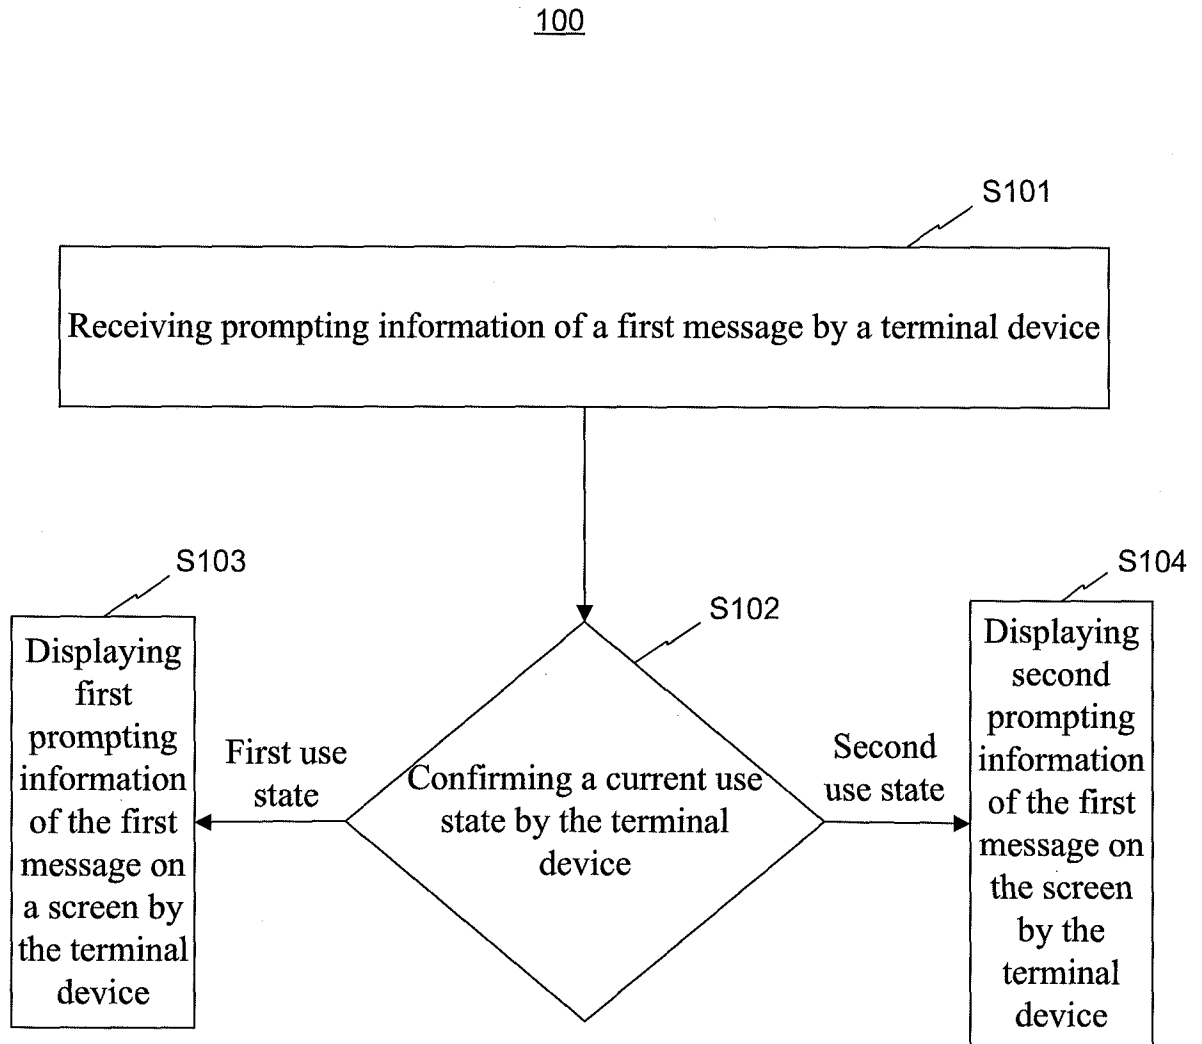 100
S101
Receiving prompting information of a first message by a terminal device
S103
Displaying
first
prompting
information
of the first
message on
a screen by
the terminal
device
First use
state
S102
Confirming a current use
state by the terminal
device
Second
use state
S104
Displaying
second
prompting
information
of the first
message on
the screen
by the
terminal
device